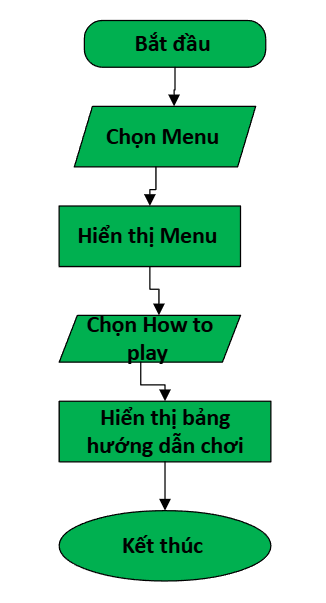 Bắt đầu
Chọn Menu
Hiển thị Menu
Chọn How to
play
Hiển thị bảng
hướng dẫn chơi
Kết thúc